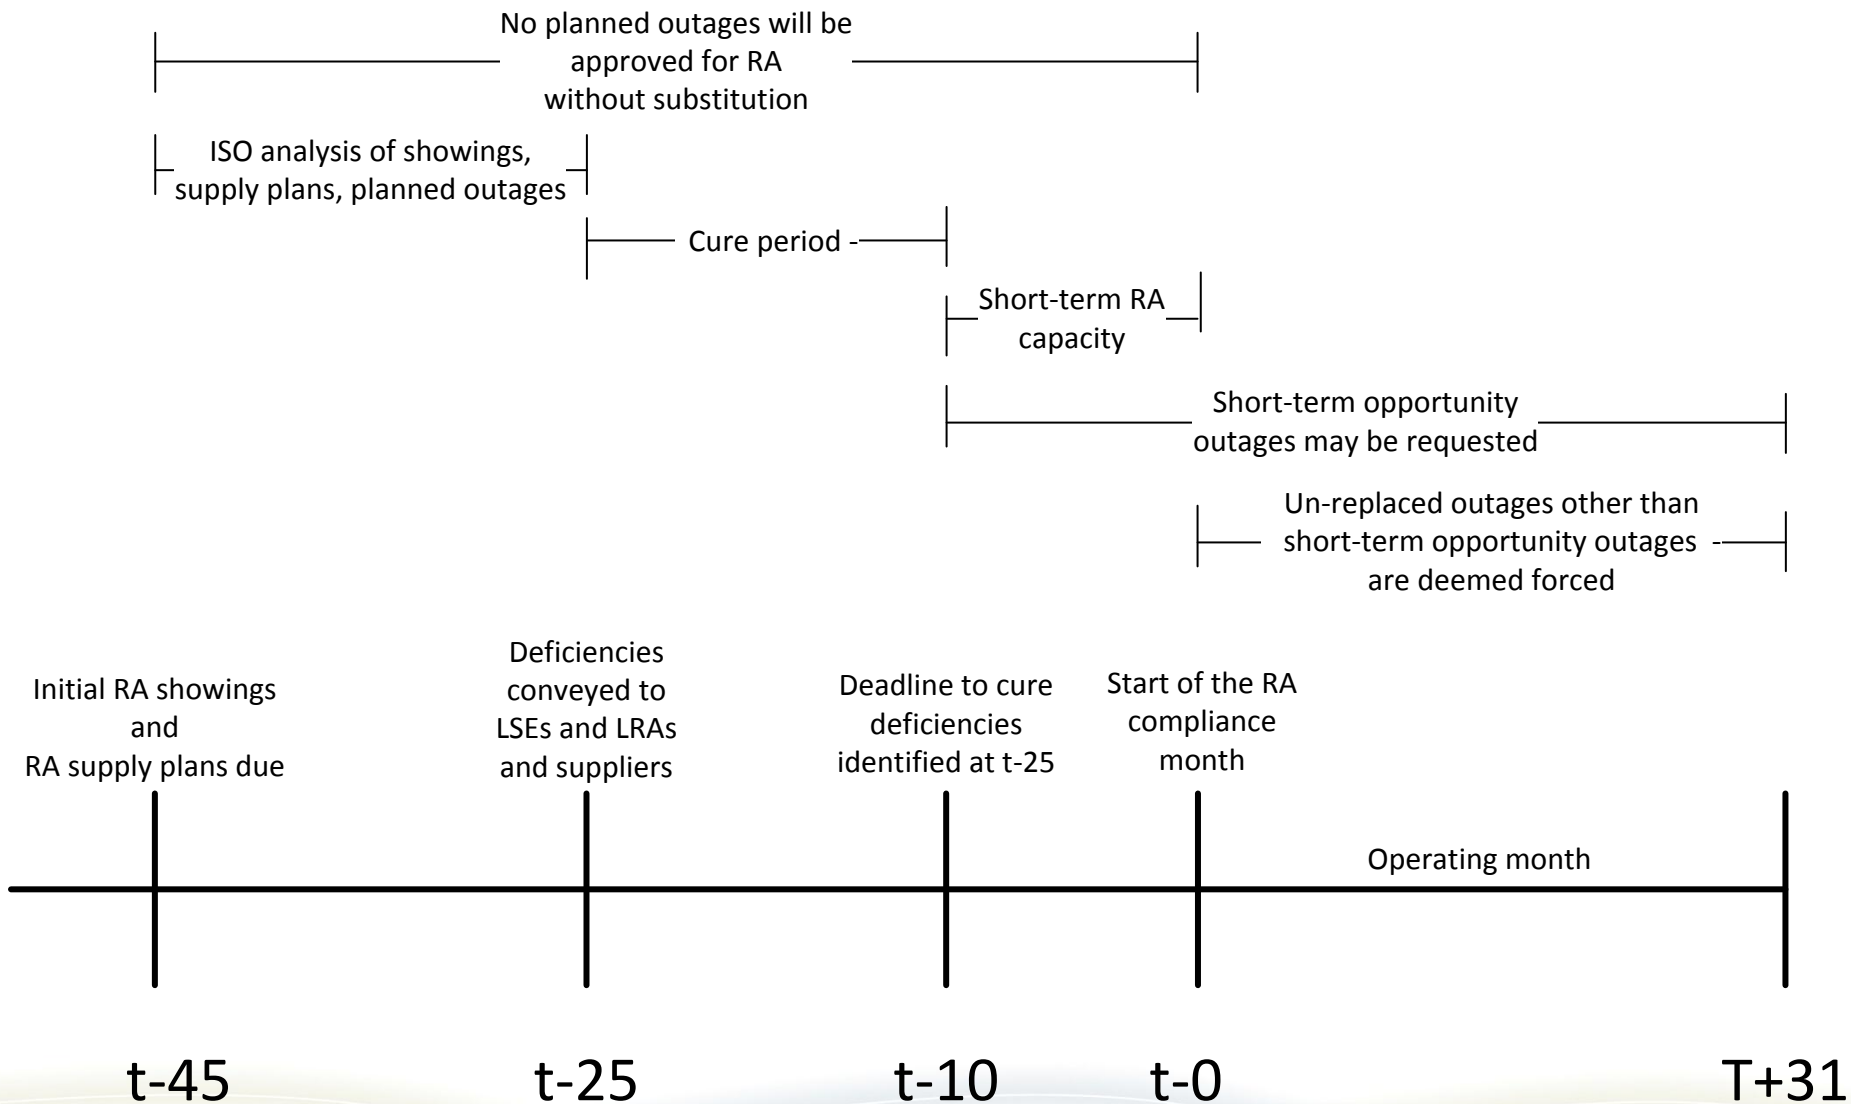 No planned outages will be
approved for RA
without substitution
ISO analysis of showings,
supply plans, planned outages
Cure period -
Short-term RA
capacity
Short-term opportunity
outages may be requested
Un-replaced outages other than
short-term opportunity outages -
are deemed forced
Initial RA showings
and
RA supply plans due
Deficiencies
conveyed to
LSEs and LRAs
and suppliers
Deadline to cure
deficiencies
identified at t-25
Start of the RA
compliance
month
Operating month
t-45
t-25
t-10
t-0
T+31